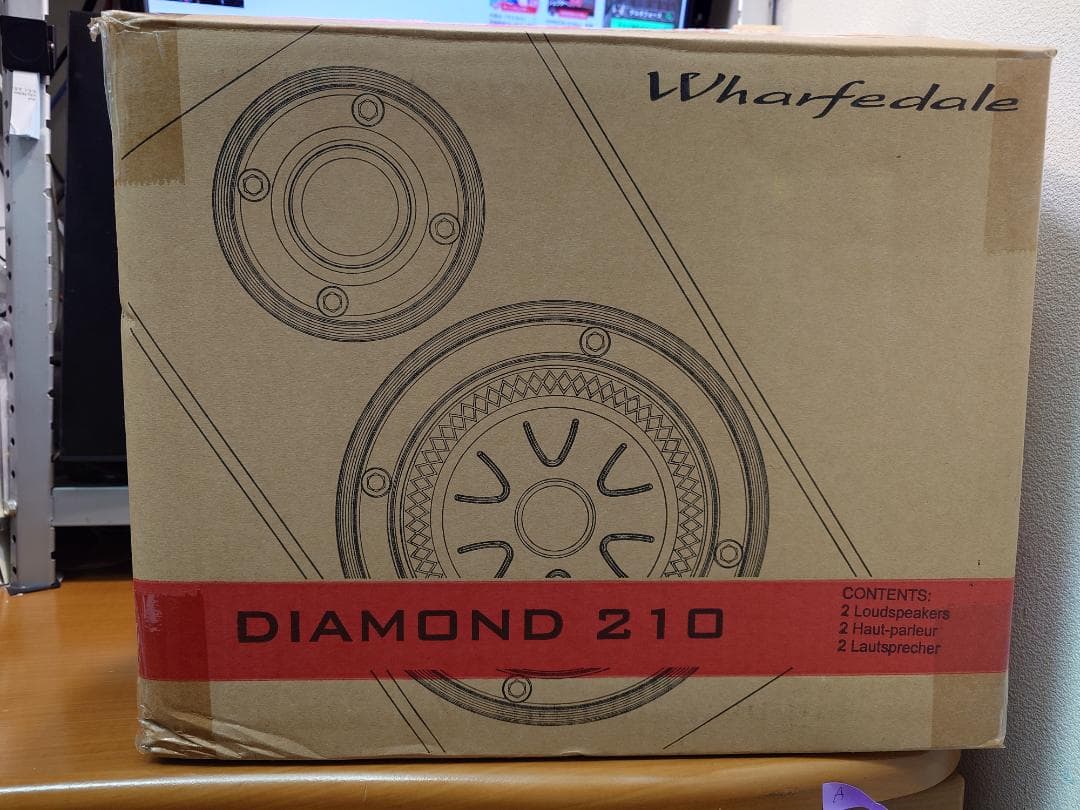 Wharfedale
DIAMOND 210
CONTENTS:
2 Loudspeakers
2 Haut-parleur
2 Lautsprecher
A